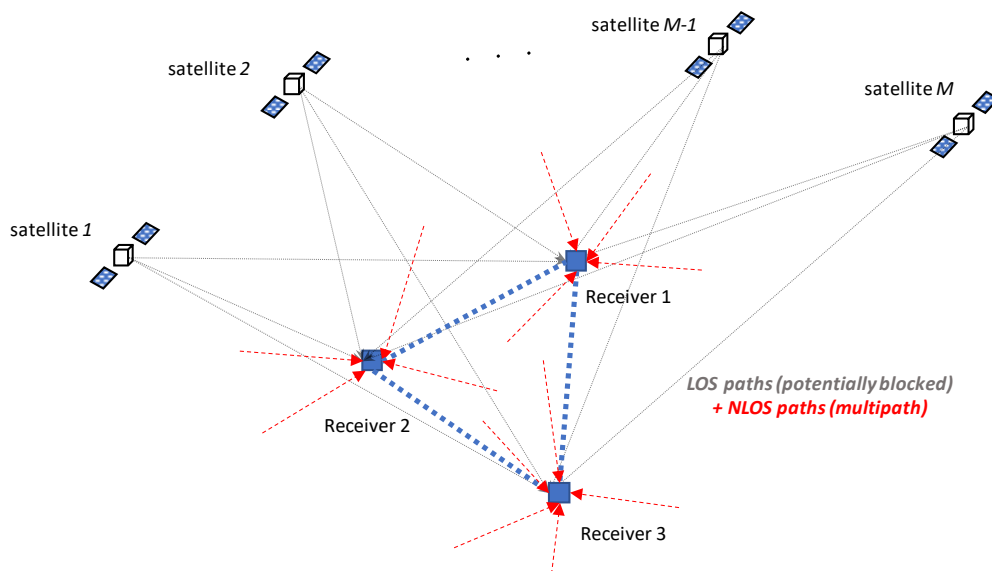 satellite M-1
satellite 2
. . .
satellite M
satellite 1
Receiver 1
LOS paths (potentially blocked)
+ NLOS paths (multipath)
Receiver 2
Receiver 3